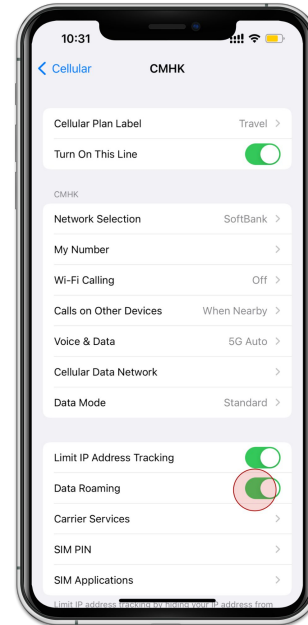 10:31
Cellular
CMHK
Cellular Plan Label Travel
Turn On This Line
CMHK
Network Selection SoftBank
My Number
Wi-Fi Calling Off
Calls on Other Devices When Nearby
Voice & Data 5G Auto
Cellular Data Network
Data Mode Standard
Limit IP Address Tracking
Data Roaming
Carrier Services
SIM PIN
SIM Applications
Limit IP address tracking by hiding your IP address from